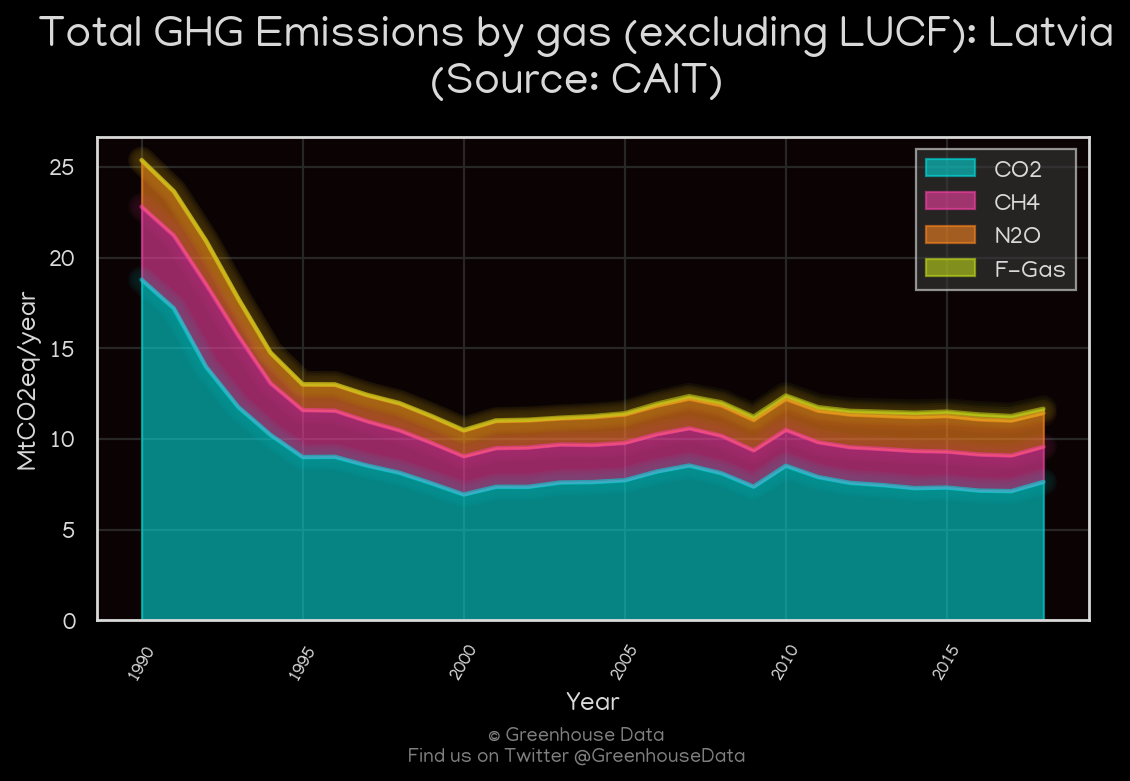 Total GHG Emissions by gas (excluding LUCF): Latvia
(Source: CAIT)
CO2
CH4
N2O
F-Gas
MtCO2eq/year
25
20
15
10
5
0
1990
1995
2000
2005
2010
2015
Year
© Greenhouse Data
Find us on Twitter @GreenhouseData